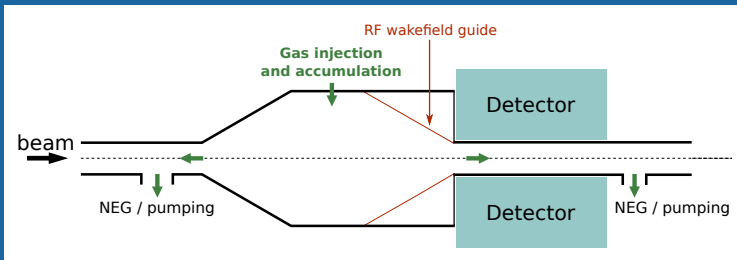 RF wakefield guide
Gas injection
and accumulation
Detector
beam
NEG / pumping
NEG / pumping
Detector